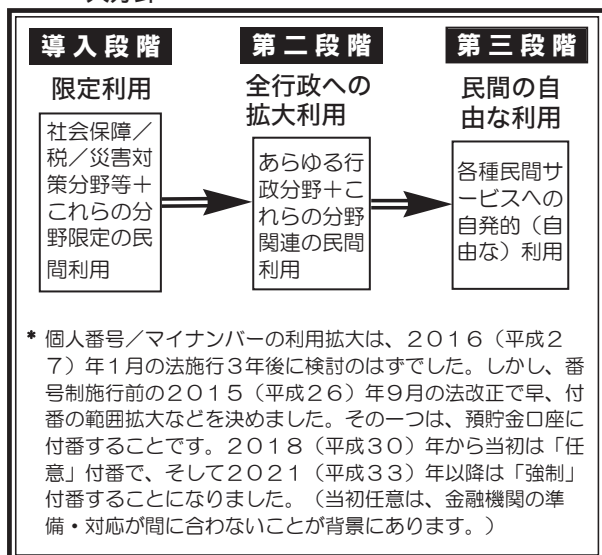 導入段階
限定利用
社会保障／
税／災害対
策分野等＋
これらの分
野限定の民
間利用
第二段階
全行政への
拡大利用
あらゆる行
政分野＋こ
れらの分野
関連の民間
利用
第三段階
民間の自
由な利用
各種民間サ
ービスへの
自発的（自
由な）利用
* 個人番号／マイナンバーの利用拡大は、２０１６（平成２
７）年１月の法施行３年後に検討のはずでした。しかし、番
号制施行前の２０１５（平成２６）年９月の法改正で早、付
番の範囲拡大などを決めました。その一つは、預貯金口座に
付番することです。２０１８（平成３０）年から当初は「任
意」付番で、そして２０２１（平成３３）年以降は「強制」
付番することになりました。（当初任意は、金融機関の準
備・対応が間に合わないことが背景にあります。）